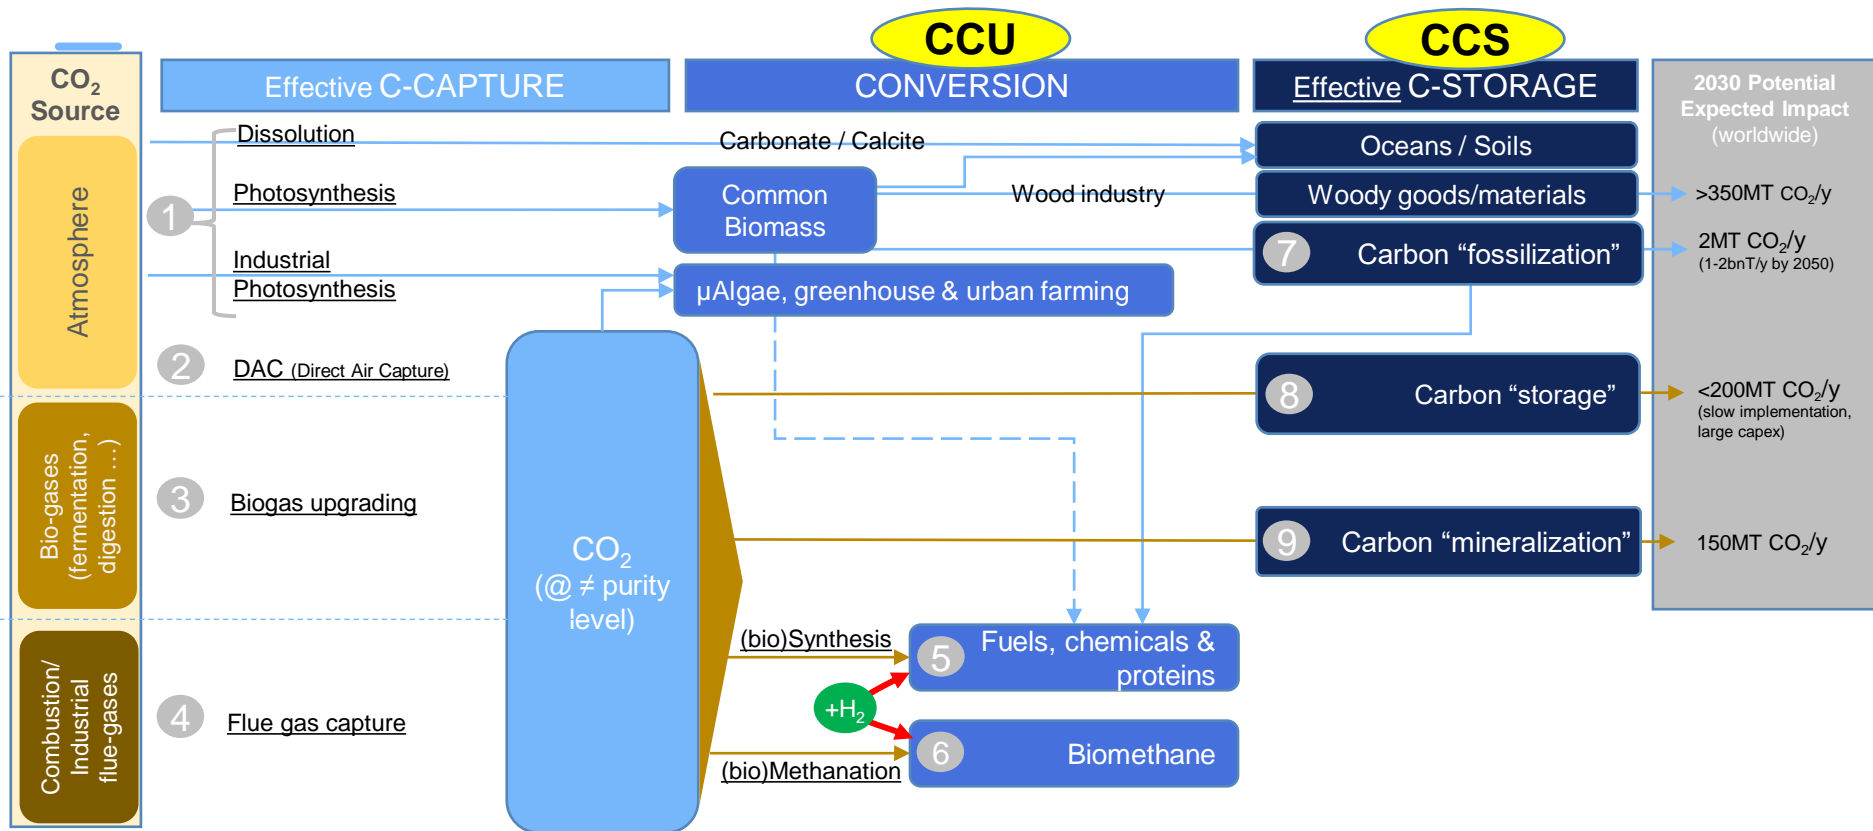 CCU
CCS
CO₂
Source
Effective C-CAPTURE
CONVERSION
Effective C-STORAGE
2030 Potential
Expected Impact
(worldwide)
Atmosphere
1
Dissolution
Carbonate / Calcite
Oceans / Soils
Photosynthesis
Common
Biomass
Wood industry
Woody goods/materials
>350MT CO₂/y
7
Carbon “fossilization”
2MT CO₂/y
(1-2bnT/y by 2050)
Industrial
Photosynthesis
µAlgae, greenhouse & urban farming
2
DAC (Direct Air Capture)
8
Carbon “storage”
<200MT CO₂/y
(slow implementation,
large capex)
Bio-gases
(fermentation,
digestion …)
3
Biogas upgrading
CO₂
(@ ≠ purity
level)
9
Carbon “mineralization”
150MT CO₂/y
Combustion/
Industrial
flue-gases
4
Flue gas capture
(bio)Synthesis
5
Fuels, chemicals &
proteins
+H₂
(bio)Methanation
6
Biomethane